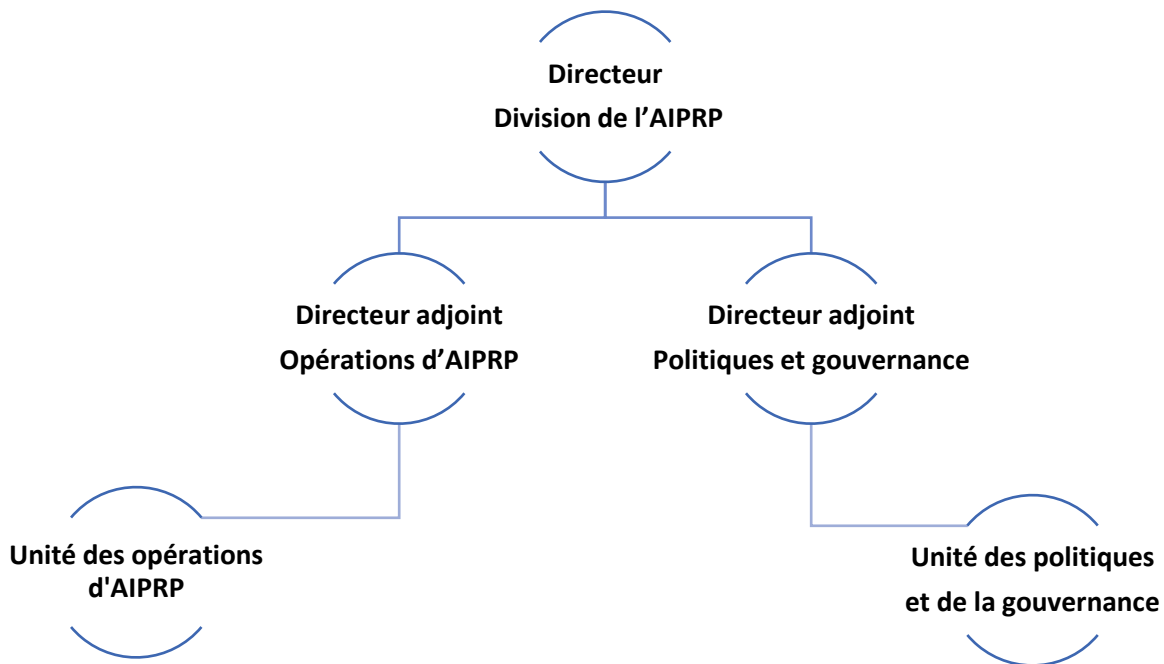 Directeur
Division de l’AIPRP
Directeur adjoint
Opérations d’AIPRP
Directeur adjoint
Politiques et gouvernance
Unité des opérations
d'AIPRP
Unité des politiques
et de la gouvernance